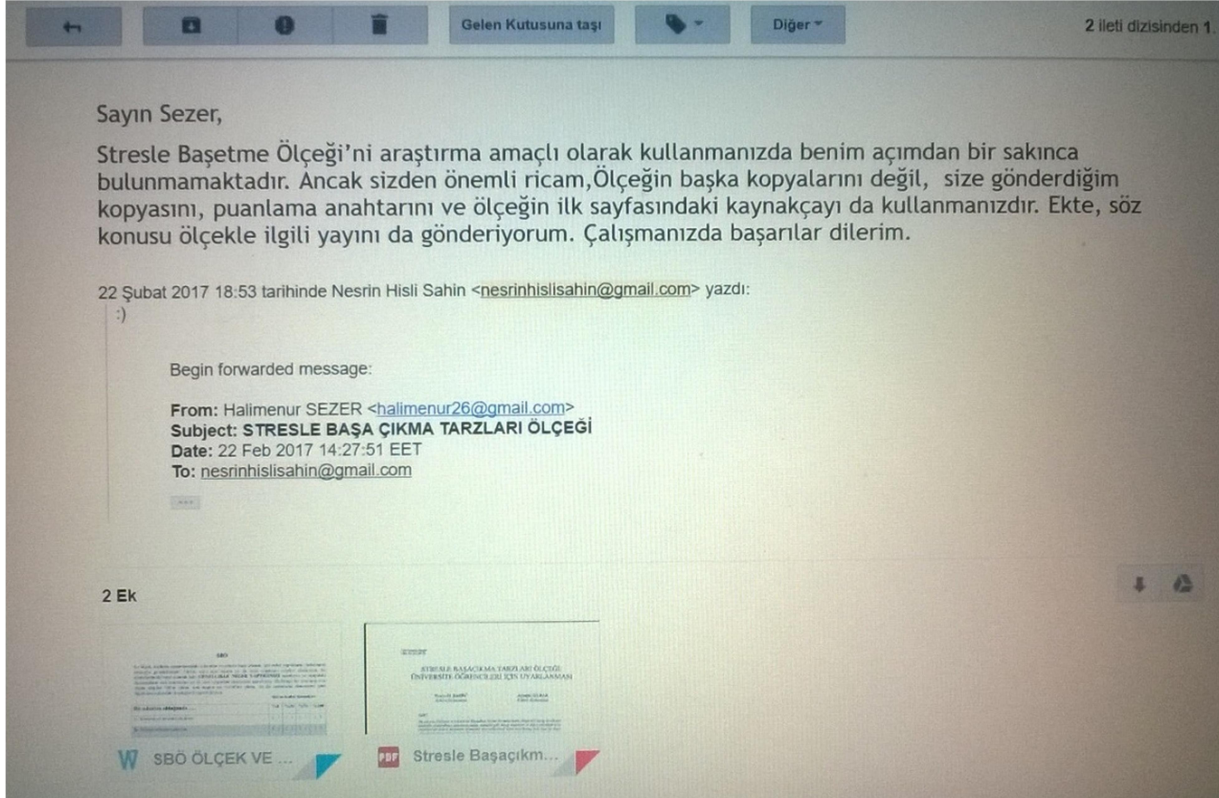 Gelen Kutusuna taşı
Diğer
2 ileti dizisinden 1.
Sayın Sezer,
Stresle Başetme Ölçeği'ni araştırma amaçlı olarak kullanmanızda benim açımdan bir sakınca
bulunmamaktadır. Ancak sizden önemli ricam,Ölçeğin başka kopyalarını değil, size gönderdiğim
kopyasını, puanlama anahtarını ve ölçeğin ilk sayfasındaki kaynakçayı da kullanmanızdır. Ekte, söz
konusu ölçekle ilgili yayını da gönderiyorum. Çalışmanızda başarılar dilerim.
22 Şubat 2017 18:53 tarihinde Nesrin Hisli Sahin <nesrinhislisahin@gmail.com> yazdı:
:)
Begin forwarded message:
From: Halimenur SEZER <halimenur26@gmail.com>
Subject: STRESLE BAŞA ÇIKMA TARZLARI ÖLÇEĞİ
Date: 22 Feb 2017 14:27:51 EET
To: nesrinhislisahin@gmail.com
...
2 Ek
STRESLE BAŞAÇIKMA TARZLARI ÖLÇEĞİ
ÜNİVERSİTE ÖĞRENCİLERİ İÇİN UYARLANMASI
W SBÖ ÖLÇEK VE ...
PDF Stresle Başaçıkm...